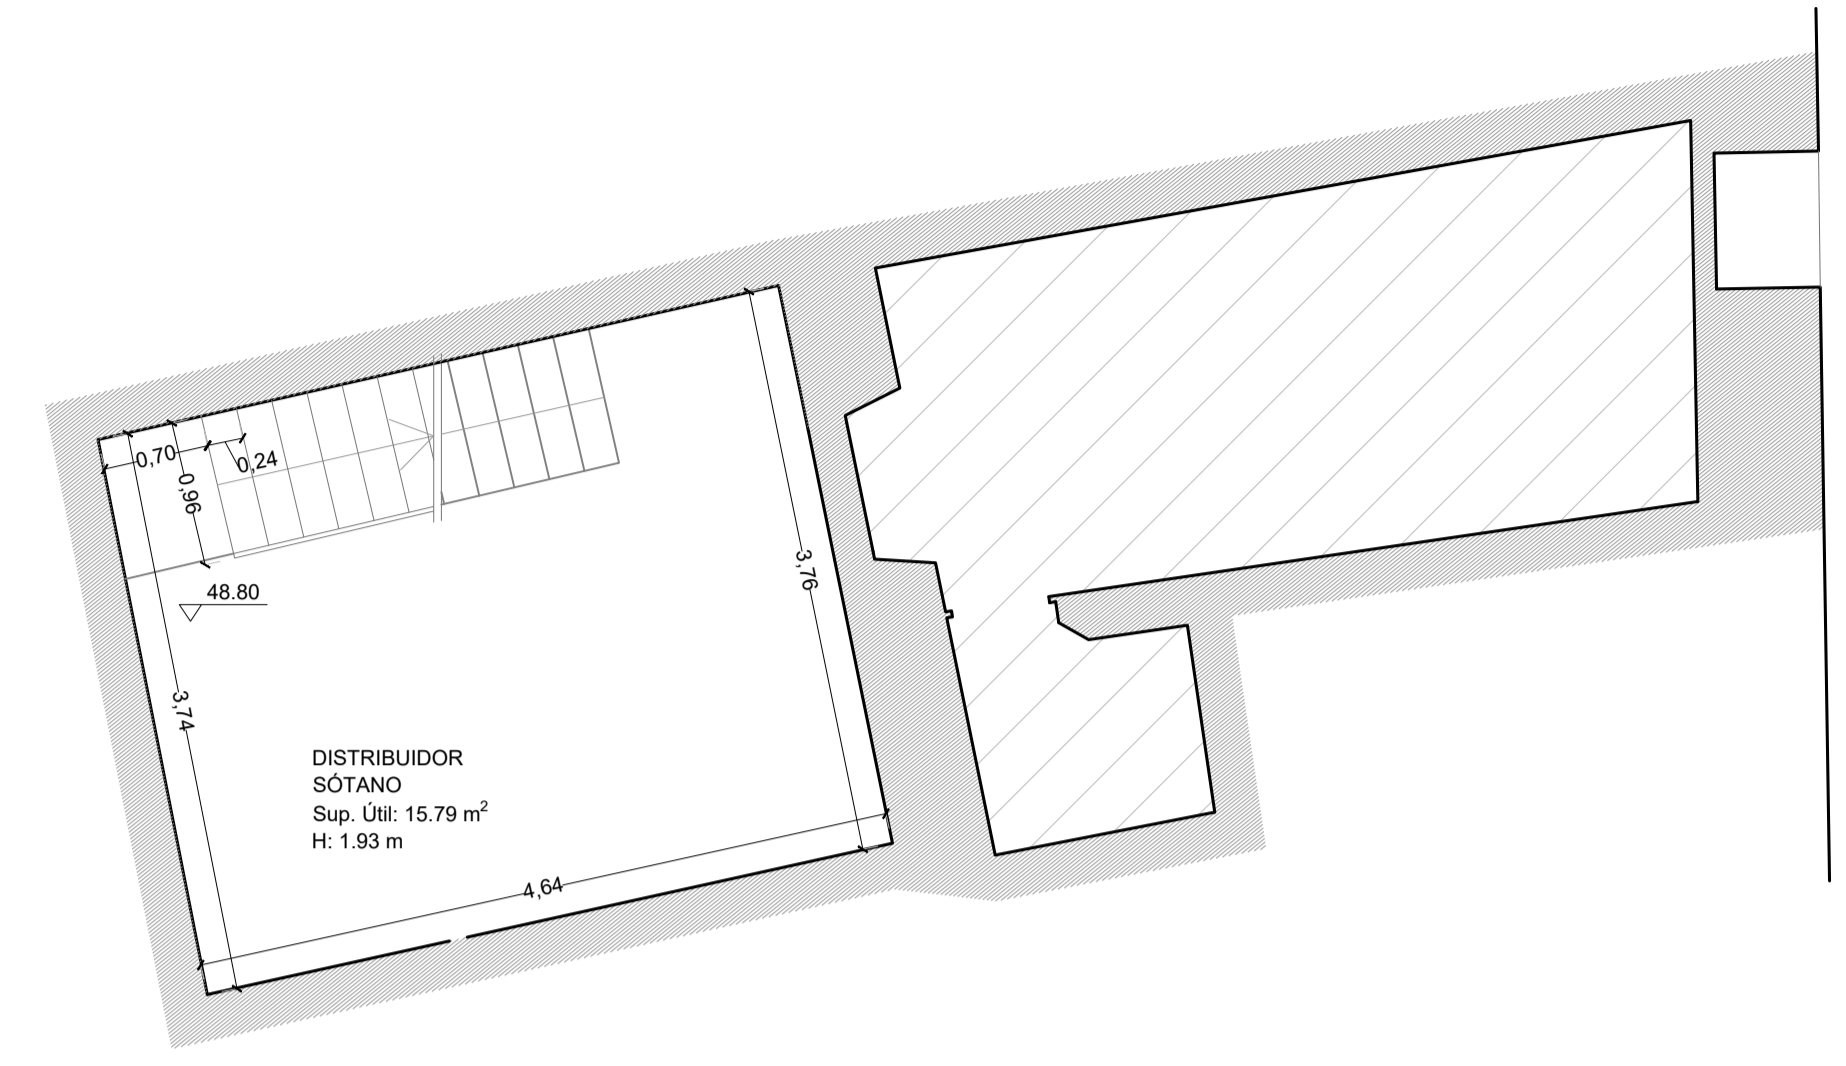 0,70
0,24
0,96
48.80
3,76
3,74
DISTRIBUIDOR
SÓTANO
Sup. Útil: 15.79 m²
H: 1.93 m
4,64